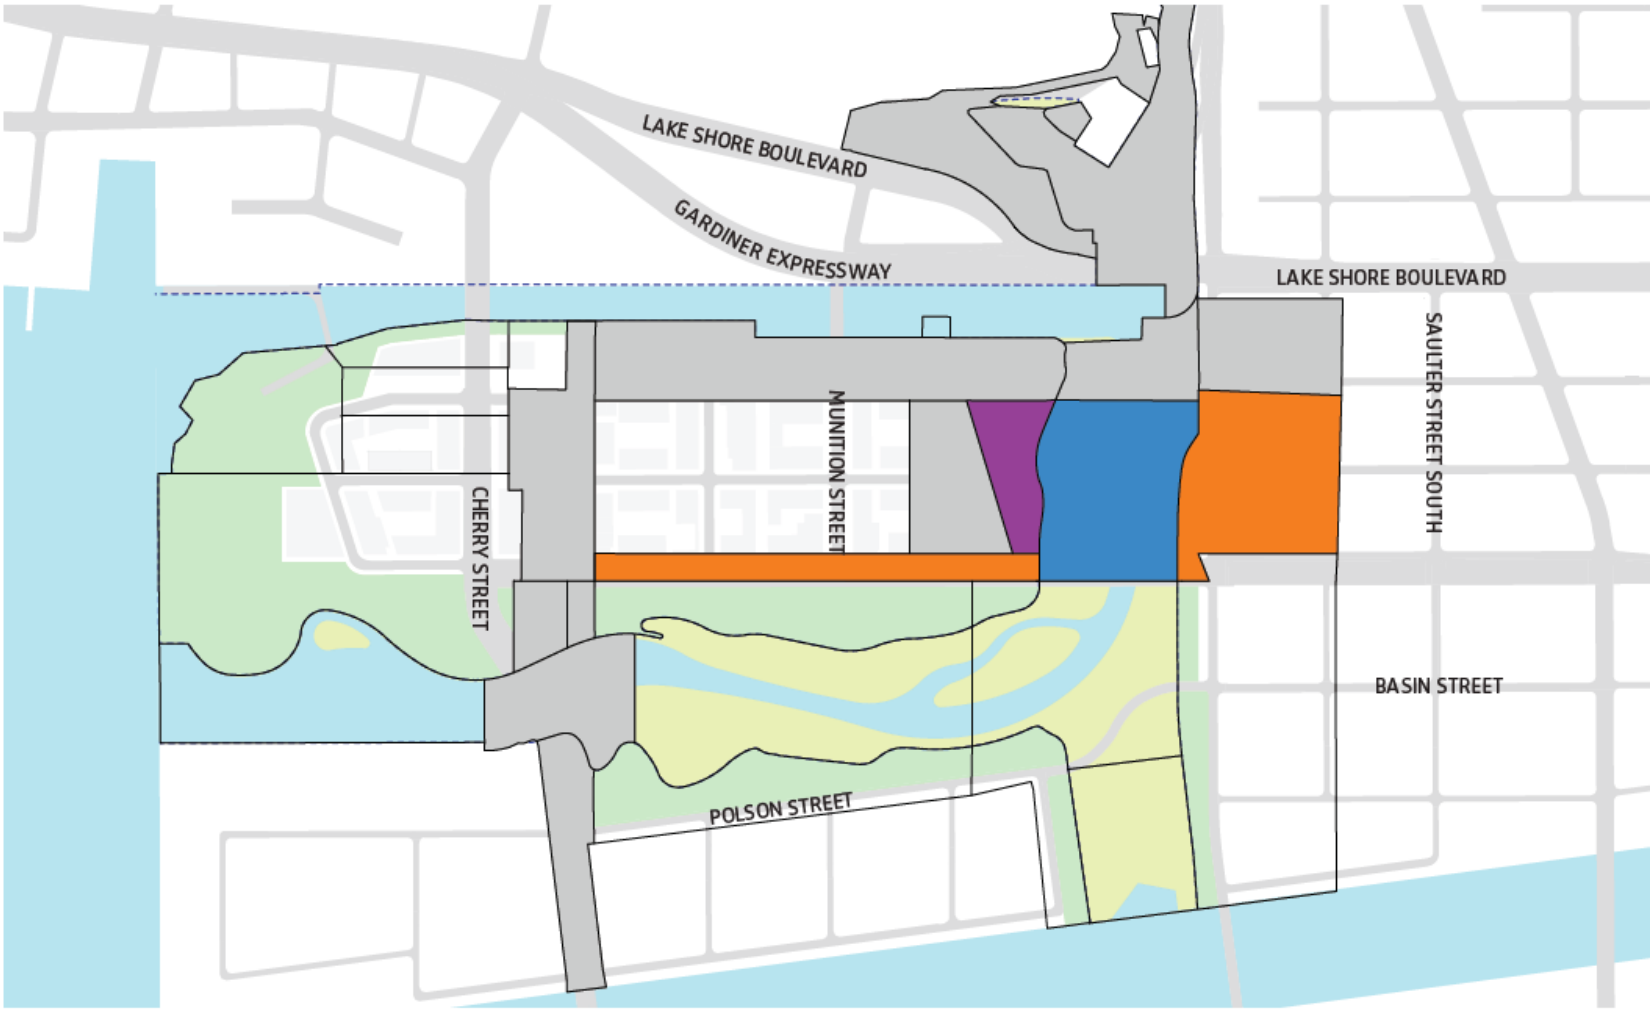 LAKE SHORE BOULEVARD
GARDINER EXPRESSWAY
LAKE SHORE BOULEVARD
SAULTER STREET SOUTH
MUNITION STREET
CHERRY STREET
BASIN STREET
POLSON STREET